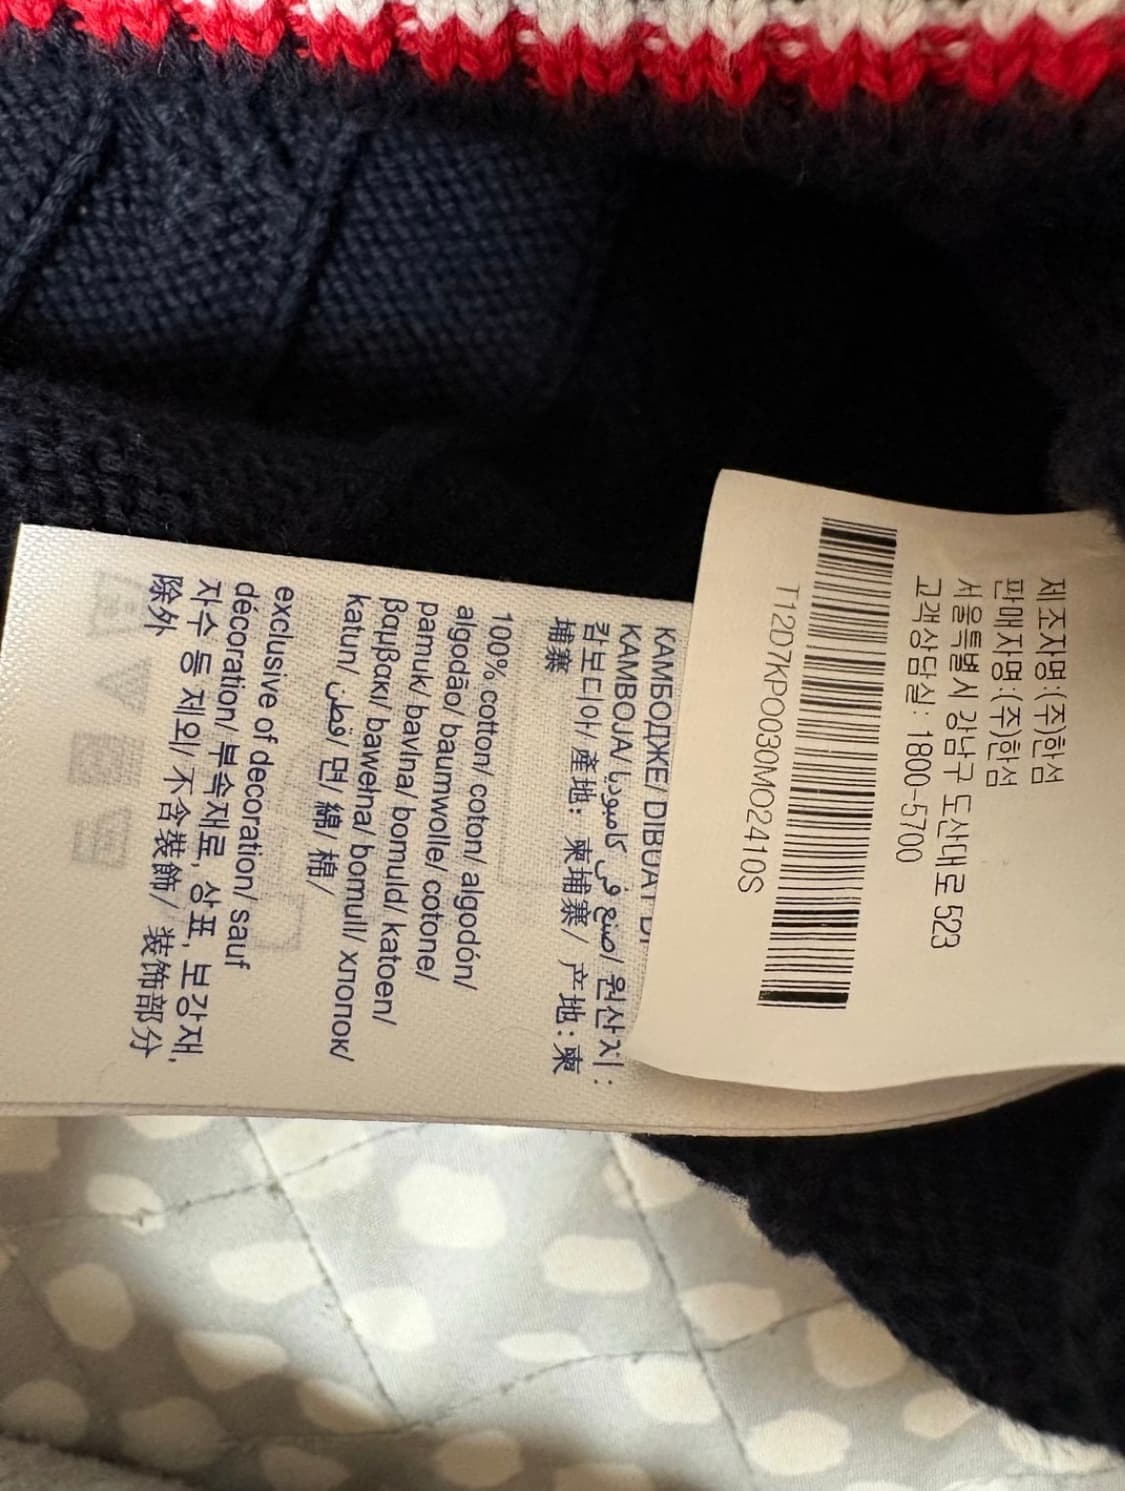 제조자명:(주)한섬
판매자명:(주)한섬
서울특별시 강남구 도산대로 523
고객상담실: 1800-5700
T12D7KPO030MO2410S
КАМБОДЖЕ/ DIBUAT DI
KAMBOJA/ صنع في كامبوديا/ 원산지 :
캄보디아/ 產地: 柬埔寨/ 产地: 柬
埔寨
100% cotton/ coton/ algodón/
algodão/ baumwolle/ cotone/
pamuk/ bavlna/ bomuld/ katoen/
βαμβακι/ bawełna/ bomull/ хлопок/
katun/ قطن/ 면/ 綿/ 棉/
exclusive of decoration/ sauf
décoration/ 부속재료, 상표, 보강재,
자수 등 제외/ 不含裝飾/ 装饰部分
除外